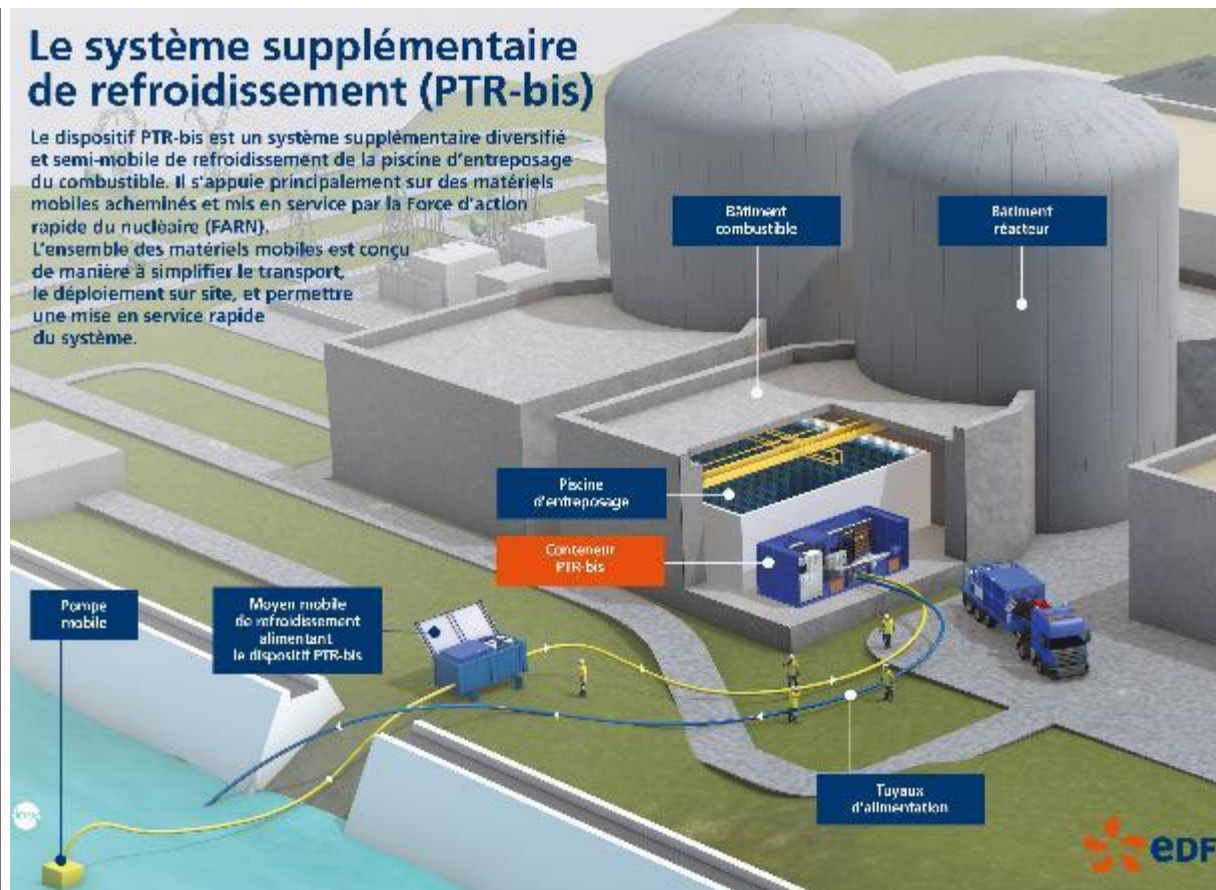 Le système supplémentaire
de refroidissement (PTR-bis)
Le dispositif PTR-bis est un système supplémentaire diversifié
et semi-mobile de refroidissement de la piscine d'entreposage
du combustible. Il s'appuie principalement sur des matériels
mobiles acheminés et mis en service par la Force d'action
rapide du nucléaire (FARN).
L'ensemble des matériels mobiles est conçu
de manière à simplifier le transport,
le déploiement sur site, et permettre
une mise en service rapide
du système.
Bâtiment
combustible
Bâtiment
réacteur
Piscine
d'entreposage
Conteneur
PTR-bis
Pompe
mobile
Moyen mobile
de refroidissement
alimentant
le dispositif PTR-bis
Tuyaux
d'alimentation
eDF